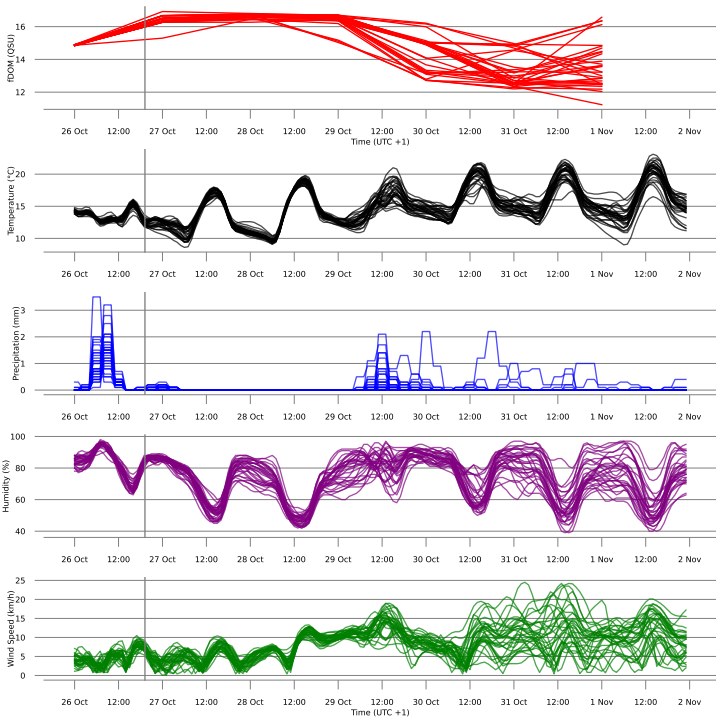 16
14
12
fDOM (QSU)
26 Oct 12:00 27 Oct 12:00 28 Oct 12:00 29 Oct 12:00 30 Oct 12:00 31 Oct 12:00 1 Nov 12:00 2 Nov
Time (UTC +1)
20
15
10
Temperature (°C)
26 Oct 12:00 27 Oct 12:00 28 Oct 12:00 29 Oct 12:00 30 Oct 12:00 31 Oct 12:00 1 Nov 12:00 2 Nov
3
2
1
0
Precipitation (mm)
26 Oct 12:00 27 Oct 12:00 28 Oct 12:00 29 Oct 12:00 30 Oct 12:00 31 Oct 12:00 1 Nov 12:00 2 Nov
100
80
60
40
Humidity (%)
26 Oct 12:00 27 Oct 12:00 28 Oct 12:00 29 Oct 12:00 30 Oct 12:00 31 Oct 12:00 1 Nov 12:00 2 Nov
25
20
15
10
5
0
Wind Speed (km/h)
26 Oct 12:00 27 Oct 12:00 28 Oct 12:00 29 Oct 12:00 30 Oct 12:00 31 Oct 12:00 1 Nov 12:00 2 Nov
Time (UTC +1)